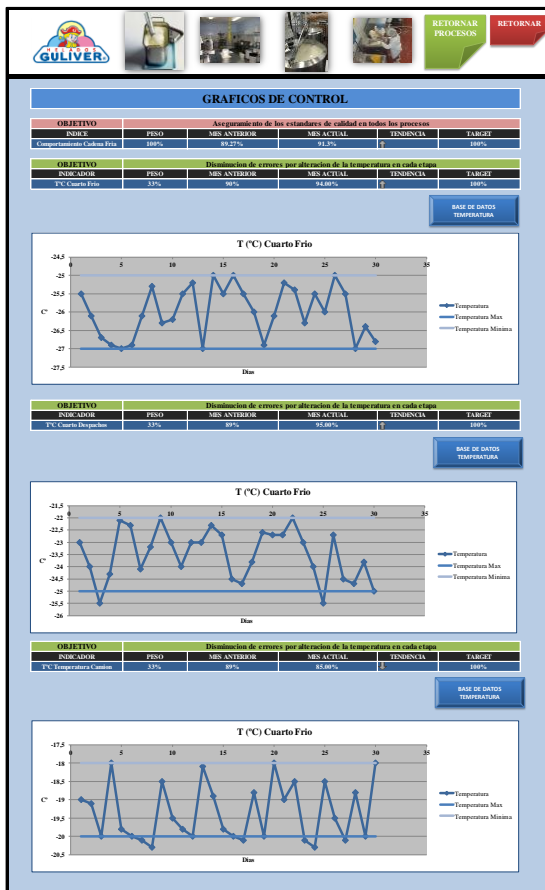 HELADOS
GULIVER
RETORNAR PROCESOS
RETORNAR
GRAFICOS DE CONTROL
OBJETIVO Aseguramiento de los estandares de calidad en todos los procesos
INDICE PESO MES ANTERIOR MES ACTUAL TENDENCIA TARGET
Comportamiento Cadena Fria 100% 89.27% 91.3% 100%
OBJETIVO Disminucion de errores por alteracion de la temperatura en cada etapa
INDICADOR PESO MES ANTERIOR MES ACTUAL TENDENCIA TARGET
TºC Cuarto Frio 33% 90% 94.00% 100%
BASE DE DATOS
TEMPERATURA
T (ºC) Cuarto Frio
-24,5
0 5 10 15 20 25 30 35
-25
-25,5
-26
-26,5
-27
-27,5
Cº
Dias
Temperatura
Temperatura Max
Temperatura Minima
OBJETIVO Disminucion de errores por alteracion de la temperatura en cada etapa
INDICADOR PESO MES ANTERIOR MES ACTUAL TENDENCIA TARGET
TºC Cuarto Despachos 33% 89% 95.00% 100%
BASE DE DATOS
TEMPERATURA
T (ºC) Cuarto Frio
-21,5
0 5 10 15 20 25 30 35
-22
-22,5
-23
-23,5
-24
-24,5
-25
-25,5
-26
Cº
Dias
Temperatura
Temperatura Max
Temperatura Minima
OBJETIVO Disminucion de errores por alteracion de la temperatura en cada etapa
INDICADOR PESO MES ANTERIOR MES ACTUAL TENDENCIA TARGET
TºC Temperatura Camion 33% 89% 85.00% 100%
BASE DE DATOS
TEMPERATURA
T (ºC) Cuarto Frio
-17,5
0 5 10 15 20 25 30 35
-18
-18,5
-19
-19,5
-20
-20,5
Cº
Dias
Temperatura
Temperatura Max
Temperatura Minima